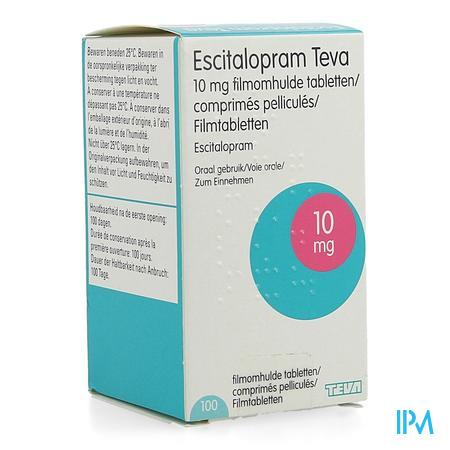 Bewaren beneden 25°C. Bewaren in
de oorspronkelijke verpakking ter
bescherming tegen licht en vocht.
A conserver à une température ne
dépassant pas 25°C. A conserver dans
l'emballage extérieur d'origine, à l'abri
de la lumière et de l'humidité.
Nicht über 25°C lagern. In der
Originalverpackung aufbewahren, um
den Inhalt vor Licht und Feuchtigkeit zu
schützen.
Houdbaarheid na de eerste opening:
100 dagen.
Durée de conservation après la
première ouverture: 100 jours.
Dauer der Haltbarkeit nach Anbruch:
100 Tage.
Escitalopram Teva
10 mg filmomhulde tabletten/
comprimés pelliculés/
Filmtabletten
Escitalopram
Oraal gebruik/Voie orale/
Zum Einnehmen
10
mg
100
filmomhulde tabletten/
comprimés pelliculés/
Filmtabletten
TEVA
IPM